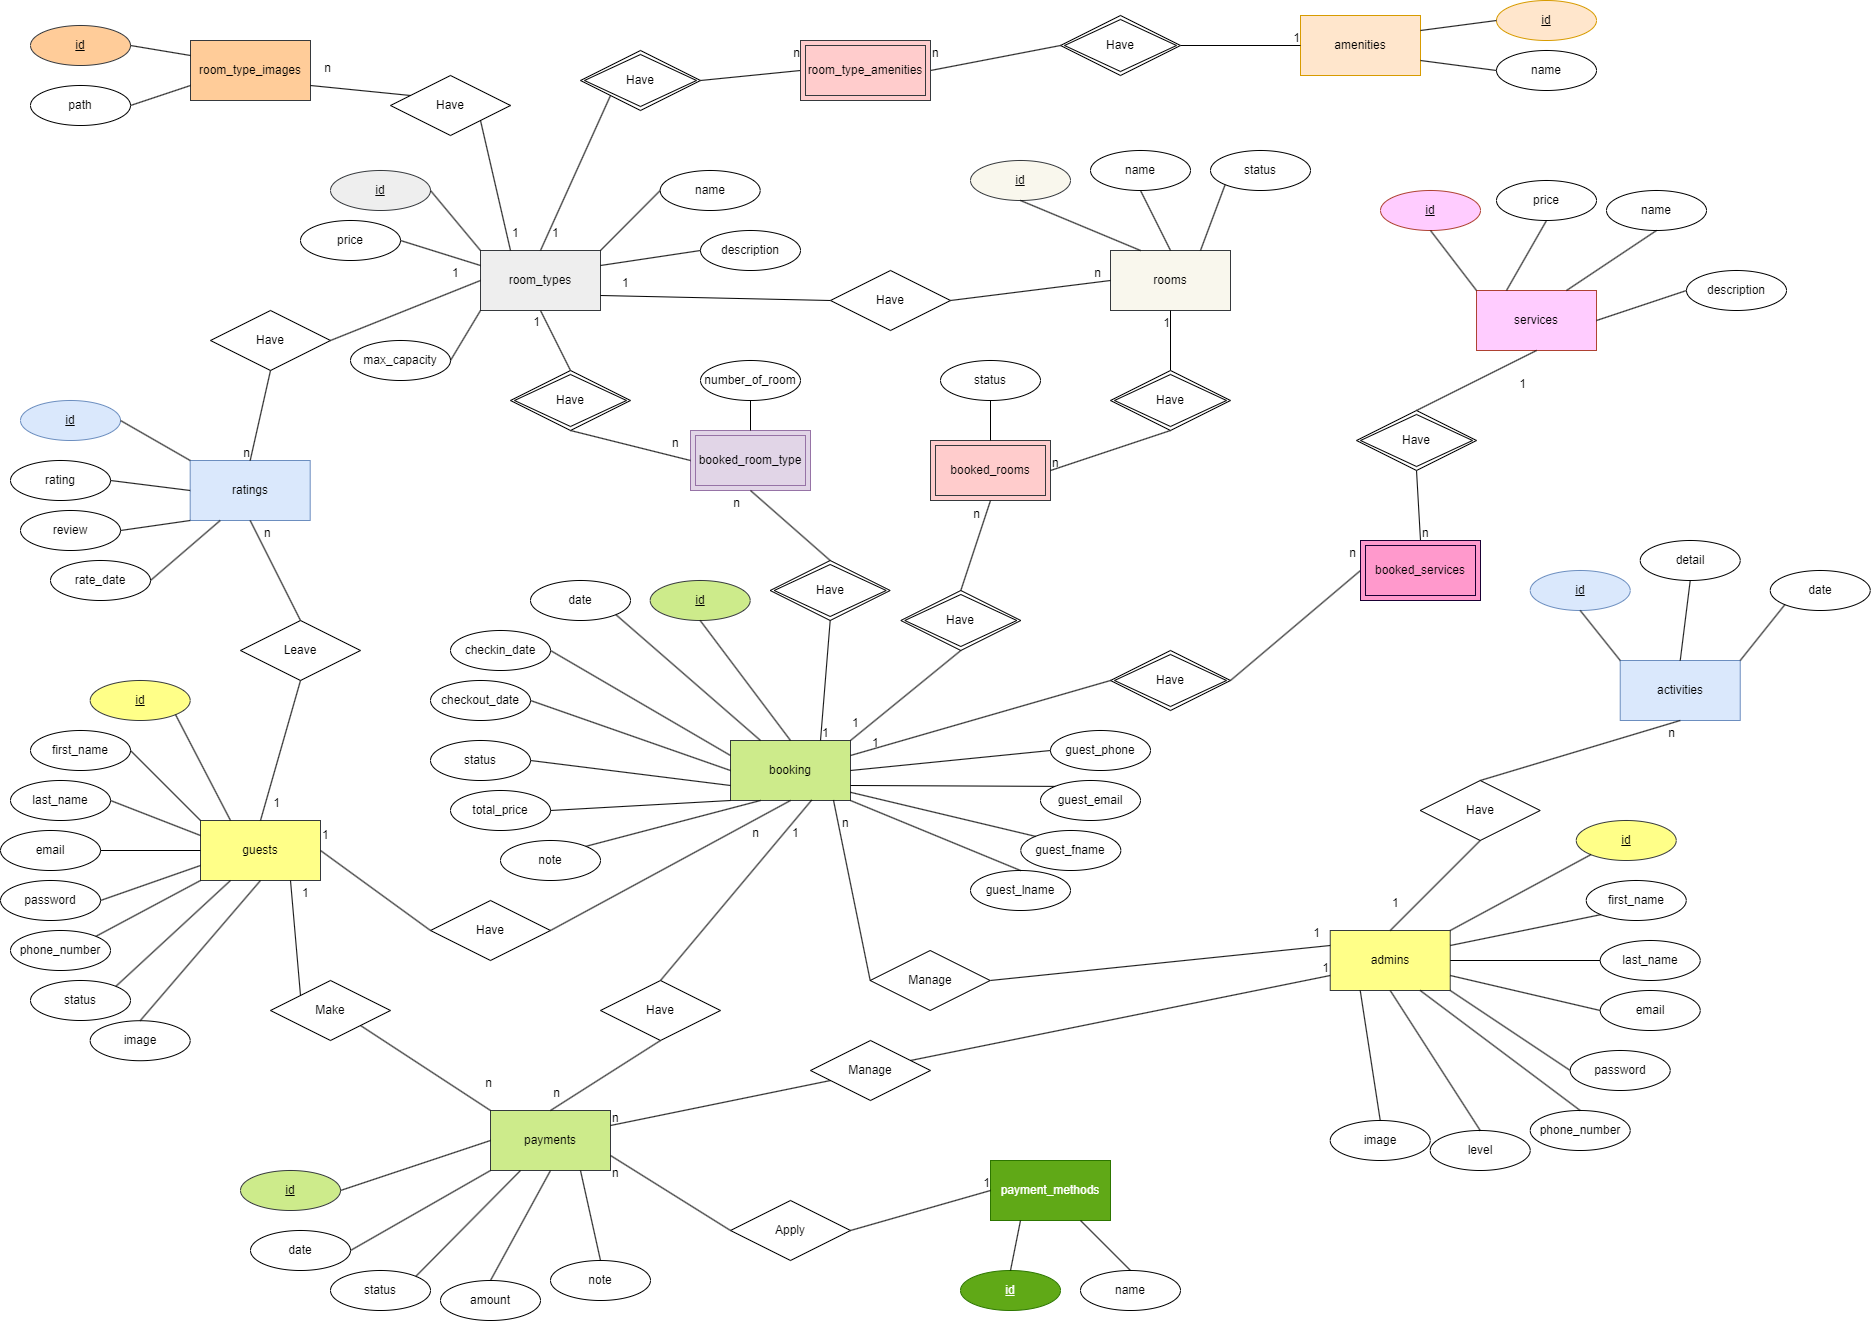 id
id
amenities
Have
1
n
n
room_type_images
n
room_type_amenities
name
Have
path
Have
id
name
status
id
name
id
price
name
1
1
price
description
description
1
room_types
1
Have
n
rooms
services
1
1
Have
max_capacity
number_of_room
status
1
Have
Have
id
n
n
booked_room_type
n
booked_rooms
Have
rating
ratings
n
n
n
review
n
n
booked_services
rate_date
date
id
Have
Have
detail
id
date
Leave
checkin_date
Have
activities
id
checkout_date
1
1
1
n
first_name
status
booking
guest_phone
last_name
1
total_price
guest_email
Have
1
n
1
n
id
email
guests
note
guest_fname
password
1
guest_lname
1
first_name
phone_number
Have
1
admins
last_name
status
Manage
1
Make
Have
email
image
Manage
password
n
n
n
payments
image
level
phone_number
id
n
1
payment_methods
date
Apply
status
amount
note
id
name